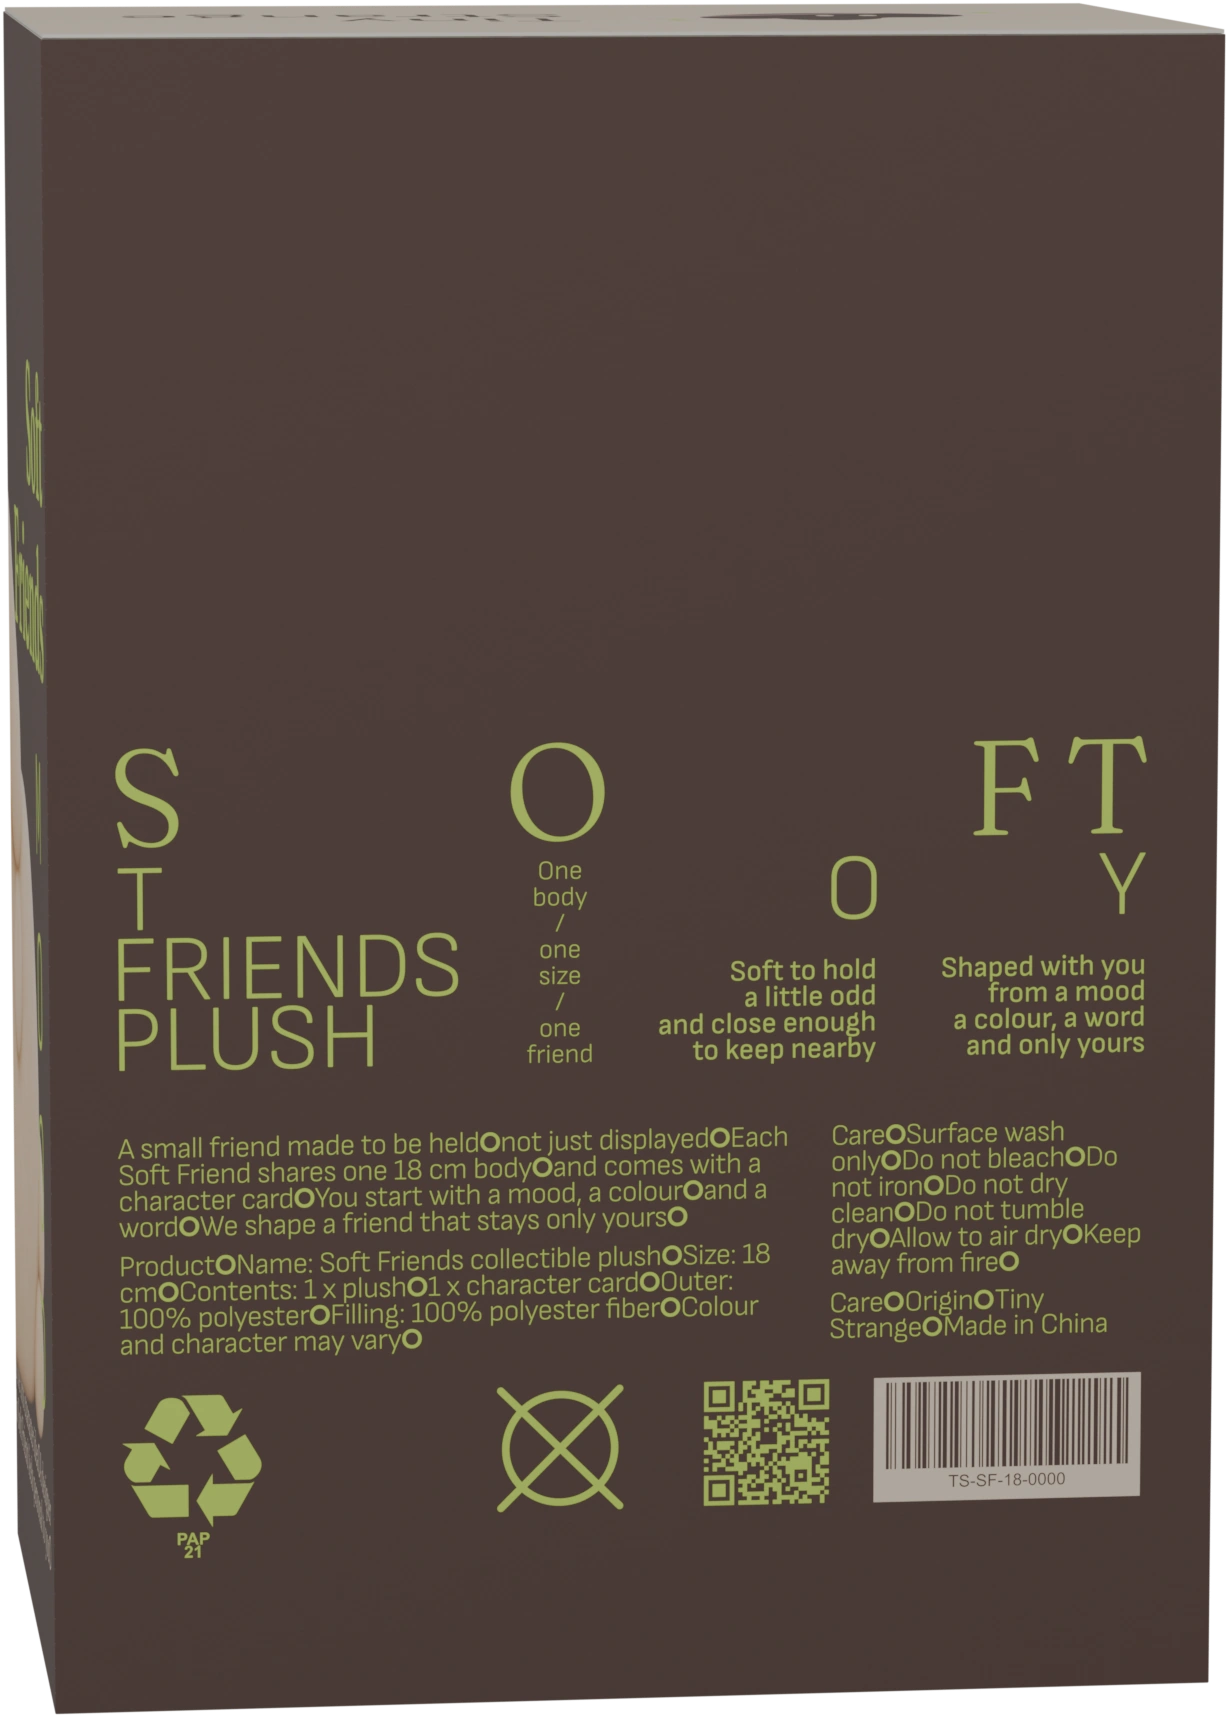 Soft
Friends
S O FT
T O Y
FRIENDS
PLUSH
One
body
/
one
size
/
one
friend
Soft to hold
a little odd
and close enough
to keep nearby
Shaped with you
from a mood
a colour, a word
and only yours
A small friend made to be heldOnot just displayedOEach
Soft Friend shares one 18 cm bodyOand comes with a
character cardOYou start with a mood, a colourOand a
wordOWe shape a friend that stays only yoursO
ProductOName: Soft Friends collectible plushOSize: 18
cmOContents: 1 x plushO1 x character cardOOuter:
100% polyesterOFilling: 100% polyester fiberOColour
and character may varyO
CareOSurface wash
onlyODo not bleachODo
not ironODo not dry
cleanODo not tumble
dryOAllow to air dryOKeep
away from fireO
CareOOriginOTiny
StrangeOMade in China
PAP
21
TS-SF-18-0000